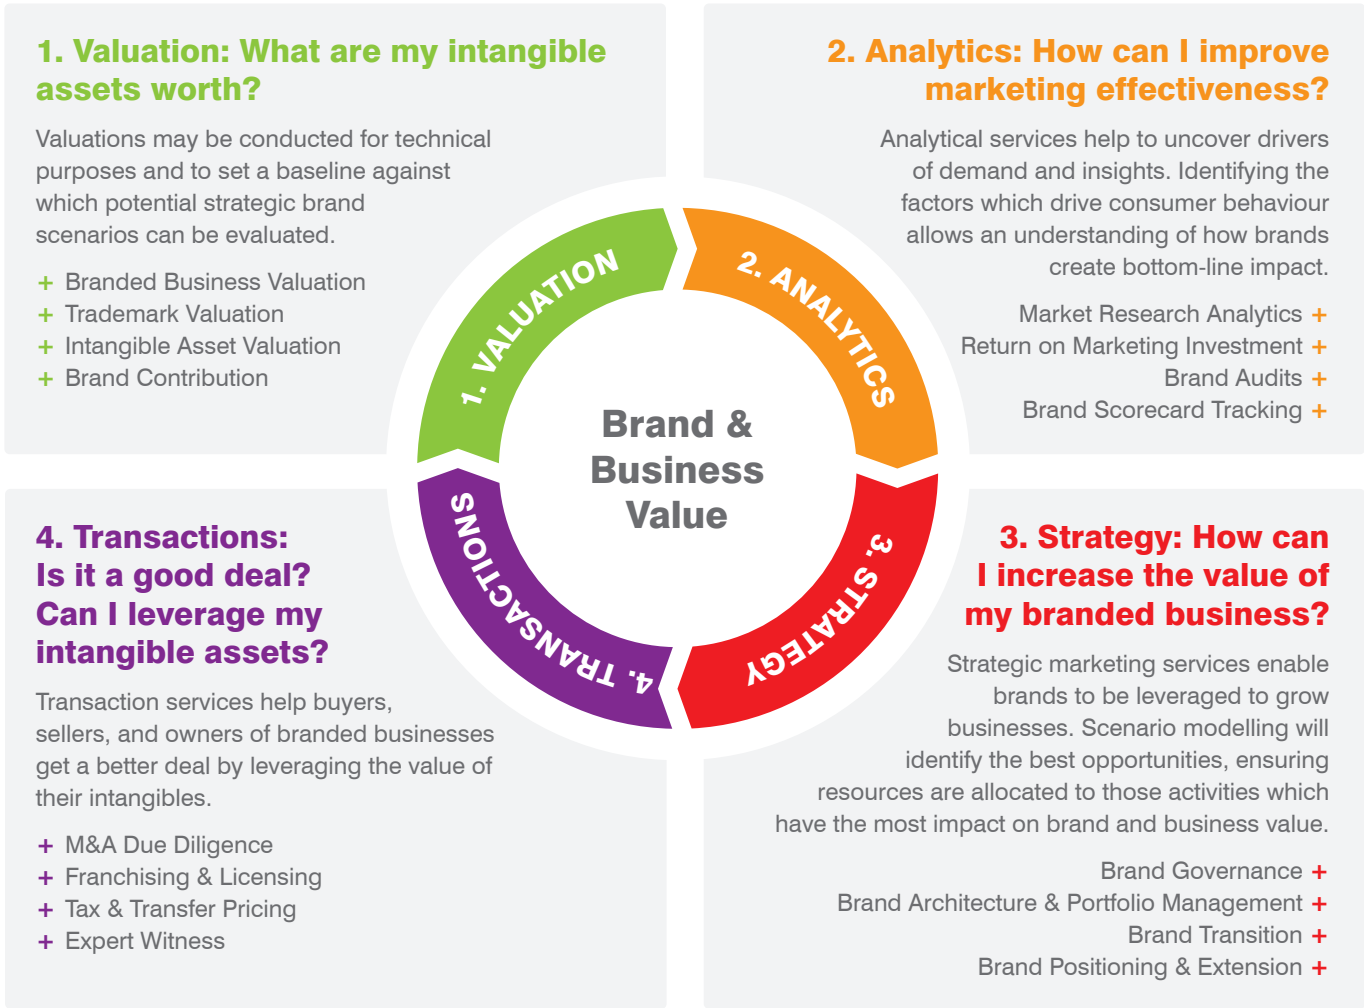 1. Valuation: What are my intangible
assets worth?
Valuations may be conducted for technical
purposes and to set a baseline against
which potential strategic brand
scenarios can be evaluated.
+ Branded Business Valuation
+ Trademark Valuation
+ Intangible Asset Valuation
+ Brand Contribution
2. Analytics: How can I improve
marketing effectiveness?
Analytical services help to uncover drivers
of demand and insights. Identifying the
factors which drive consumer behaviour
allows an understanding of how brands
create bottom-line impact.
Market Research Analytics +
Return on Marketing Investment +
Brand Audits +
Brand Scorecard Tracking +
1. VALUATION
2. ANALYTICS
3. STRATEGY
4. TRANSACTIONS
Brand &
Business
Value
3. Strategy: How can
I increase the value of
my branded business?
Strategic marketing services enable
brands to be leveraged to grow
businesses. Scenario modelling will
identify the best opportunities, ensuring
resources are allocated to those activities which
have the most impact on brand and business value.
Brand Governance +
Brand Architecture & Portfolio Management +
Brand Transition +
Brand Positioning & Extension +
4. Transactions:
Is it a good deal?
Can I leverage my
intangible assets?
Transaction services help buyers,
sellers, and owners of branded businesses
get a better deal by leveraging the value of
their intangibles.
+ M&A Due Diligence
+ Franchising & Licensing
+ Tax & Transfer Pricing
+ Expert Witness